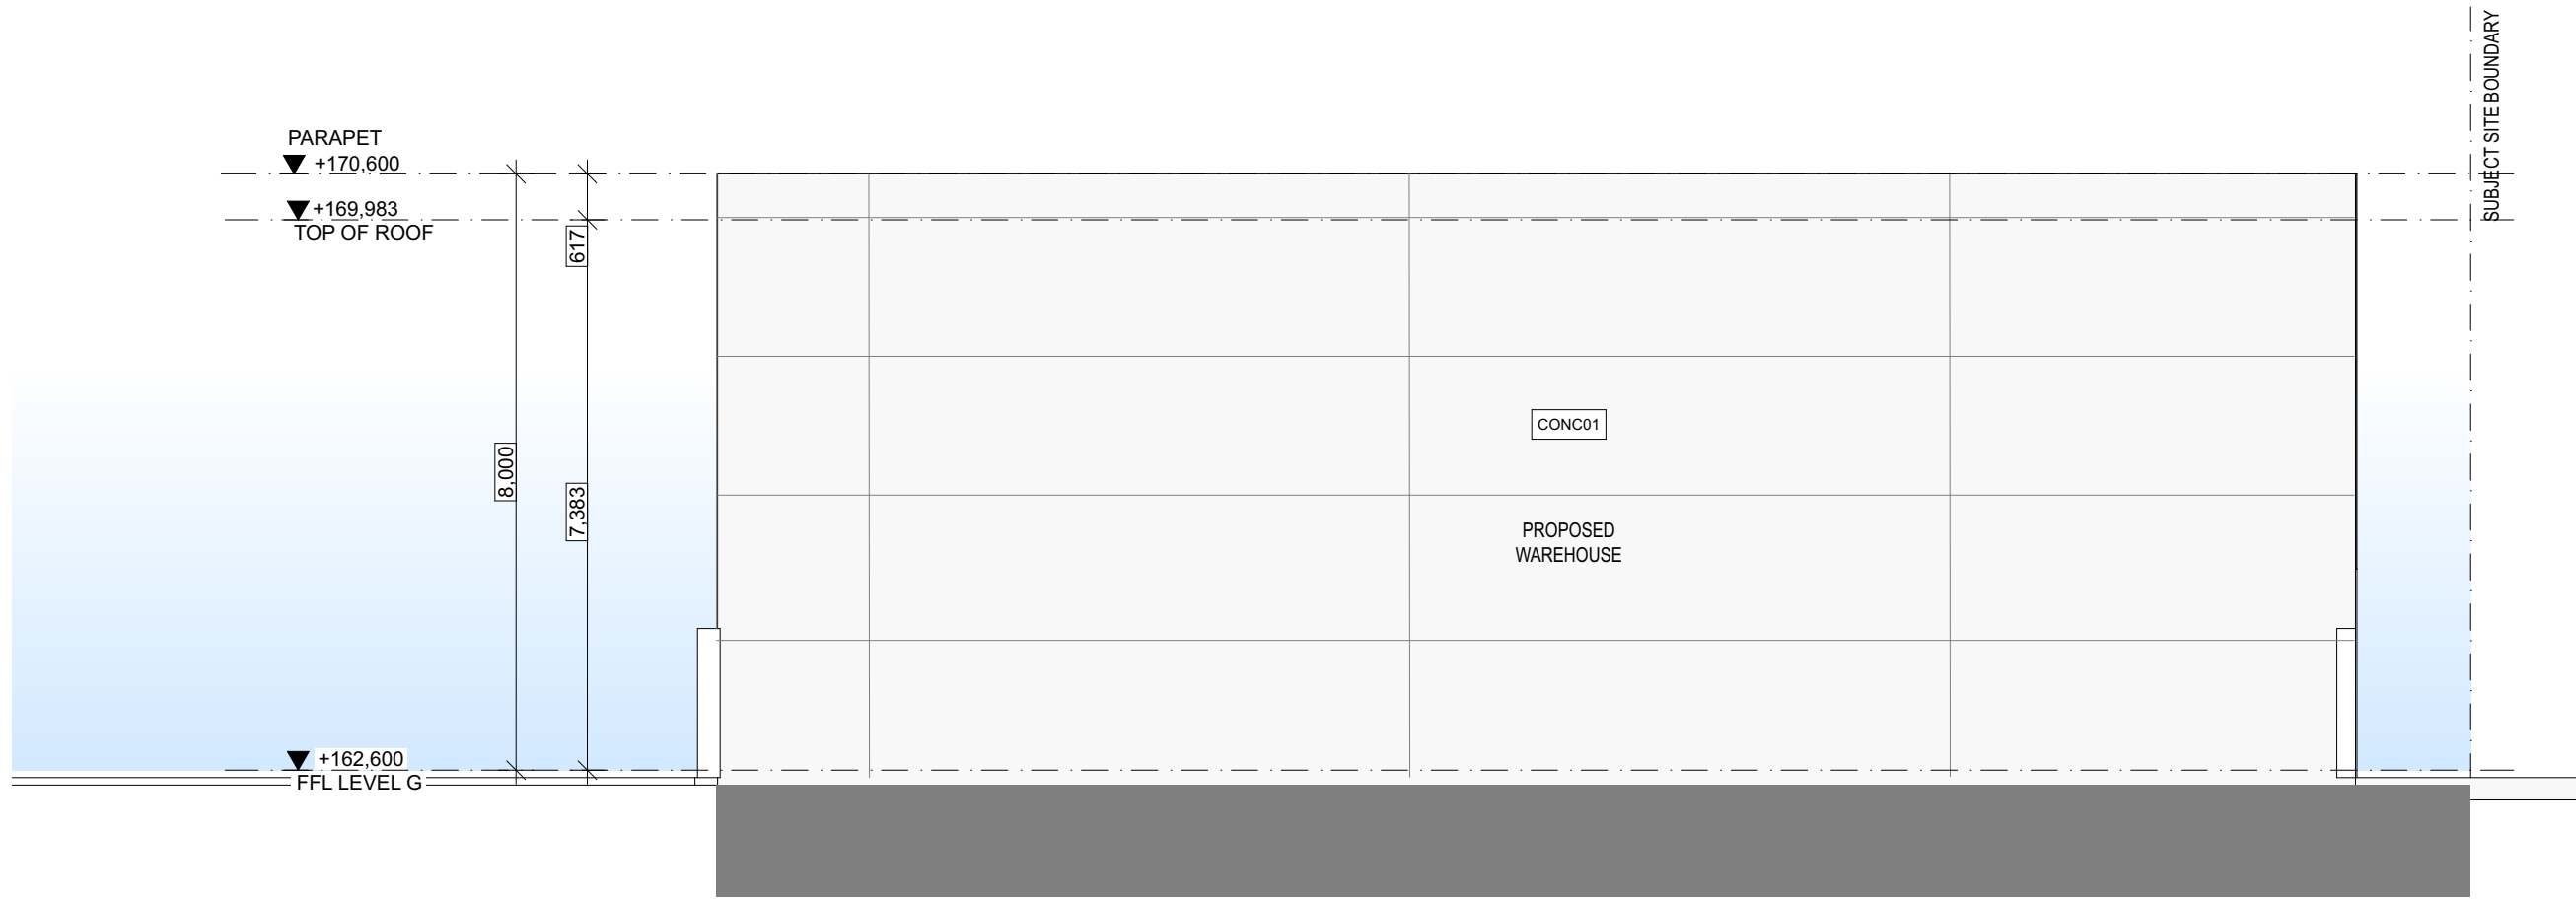 SUBJECT SITE BOUNDARY
PARAPET
+170,600
+169,983
TOP OF ROOF
617
8,000
7,383
CONC01
PROPOSED
WAREHOUSE
+162,600
FFL LEVEL G